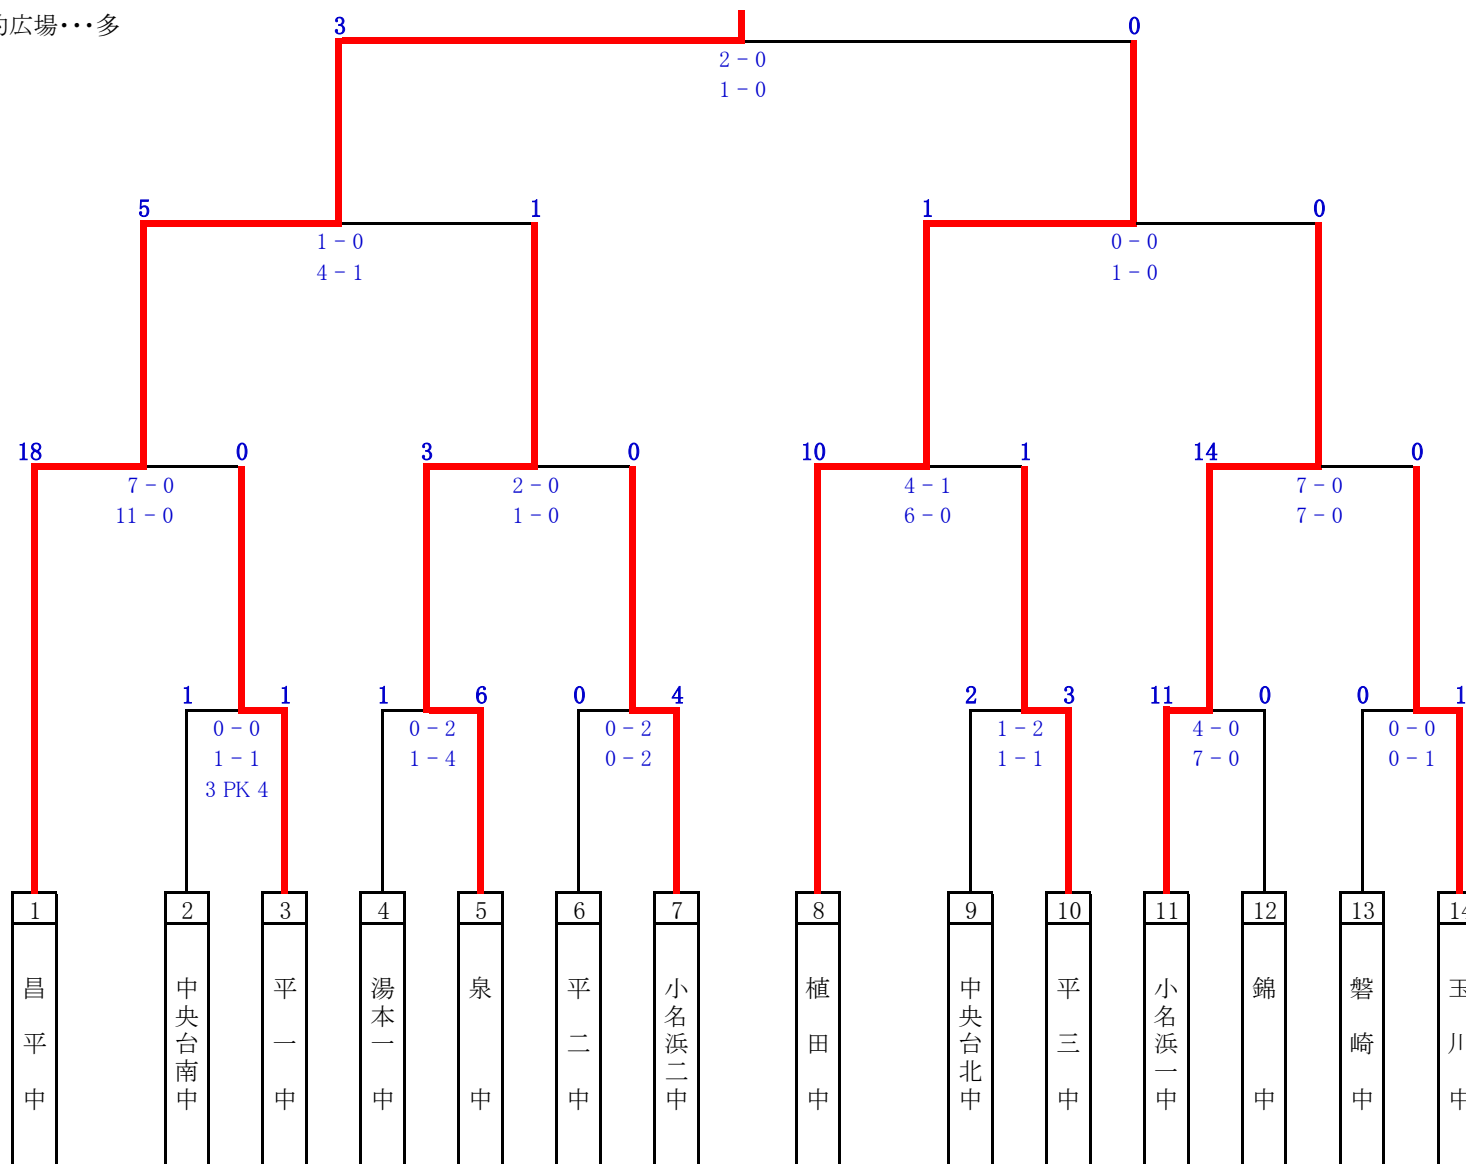 的広場・・・多
3 0
2－0
1－0
5 1 1 0
1－0 0－0
4－1 1－0
18 0 3 0 10 1 14 0
7－0 2－0 4－1 7－0
11－0 1－0 6－0 7－0
1 1 1 6 0 4 2 3 11 0 0 1
0－0 0－2 0－2 1－2 4－0 0－0
1－1 1－4 0－2 1－1 7－0 0－1
3 PK 4
1 2 3 4 5 6 7 8 9 10 11 12 13 14
昌平中
中央台南中
平一中
湯本一中
泉中
平二中
小名浜二中
植田中
中央台北中
平三中
小名浜一中
錦中
磐崎中
玉川中